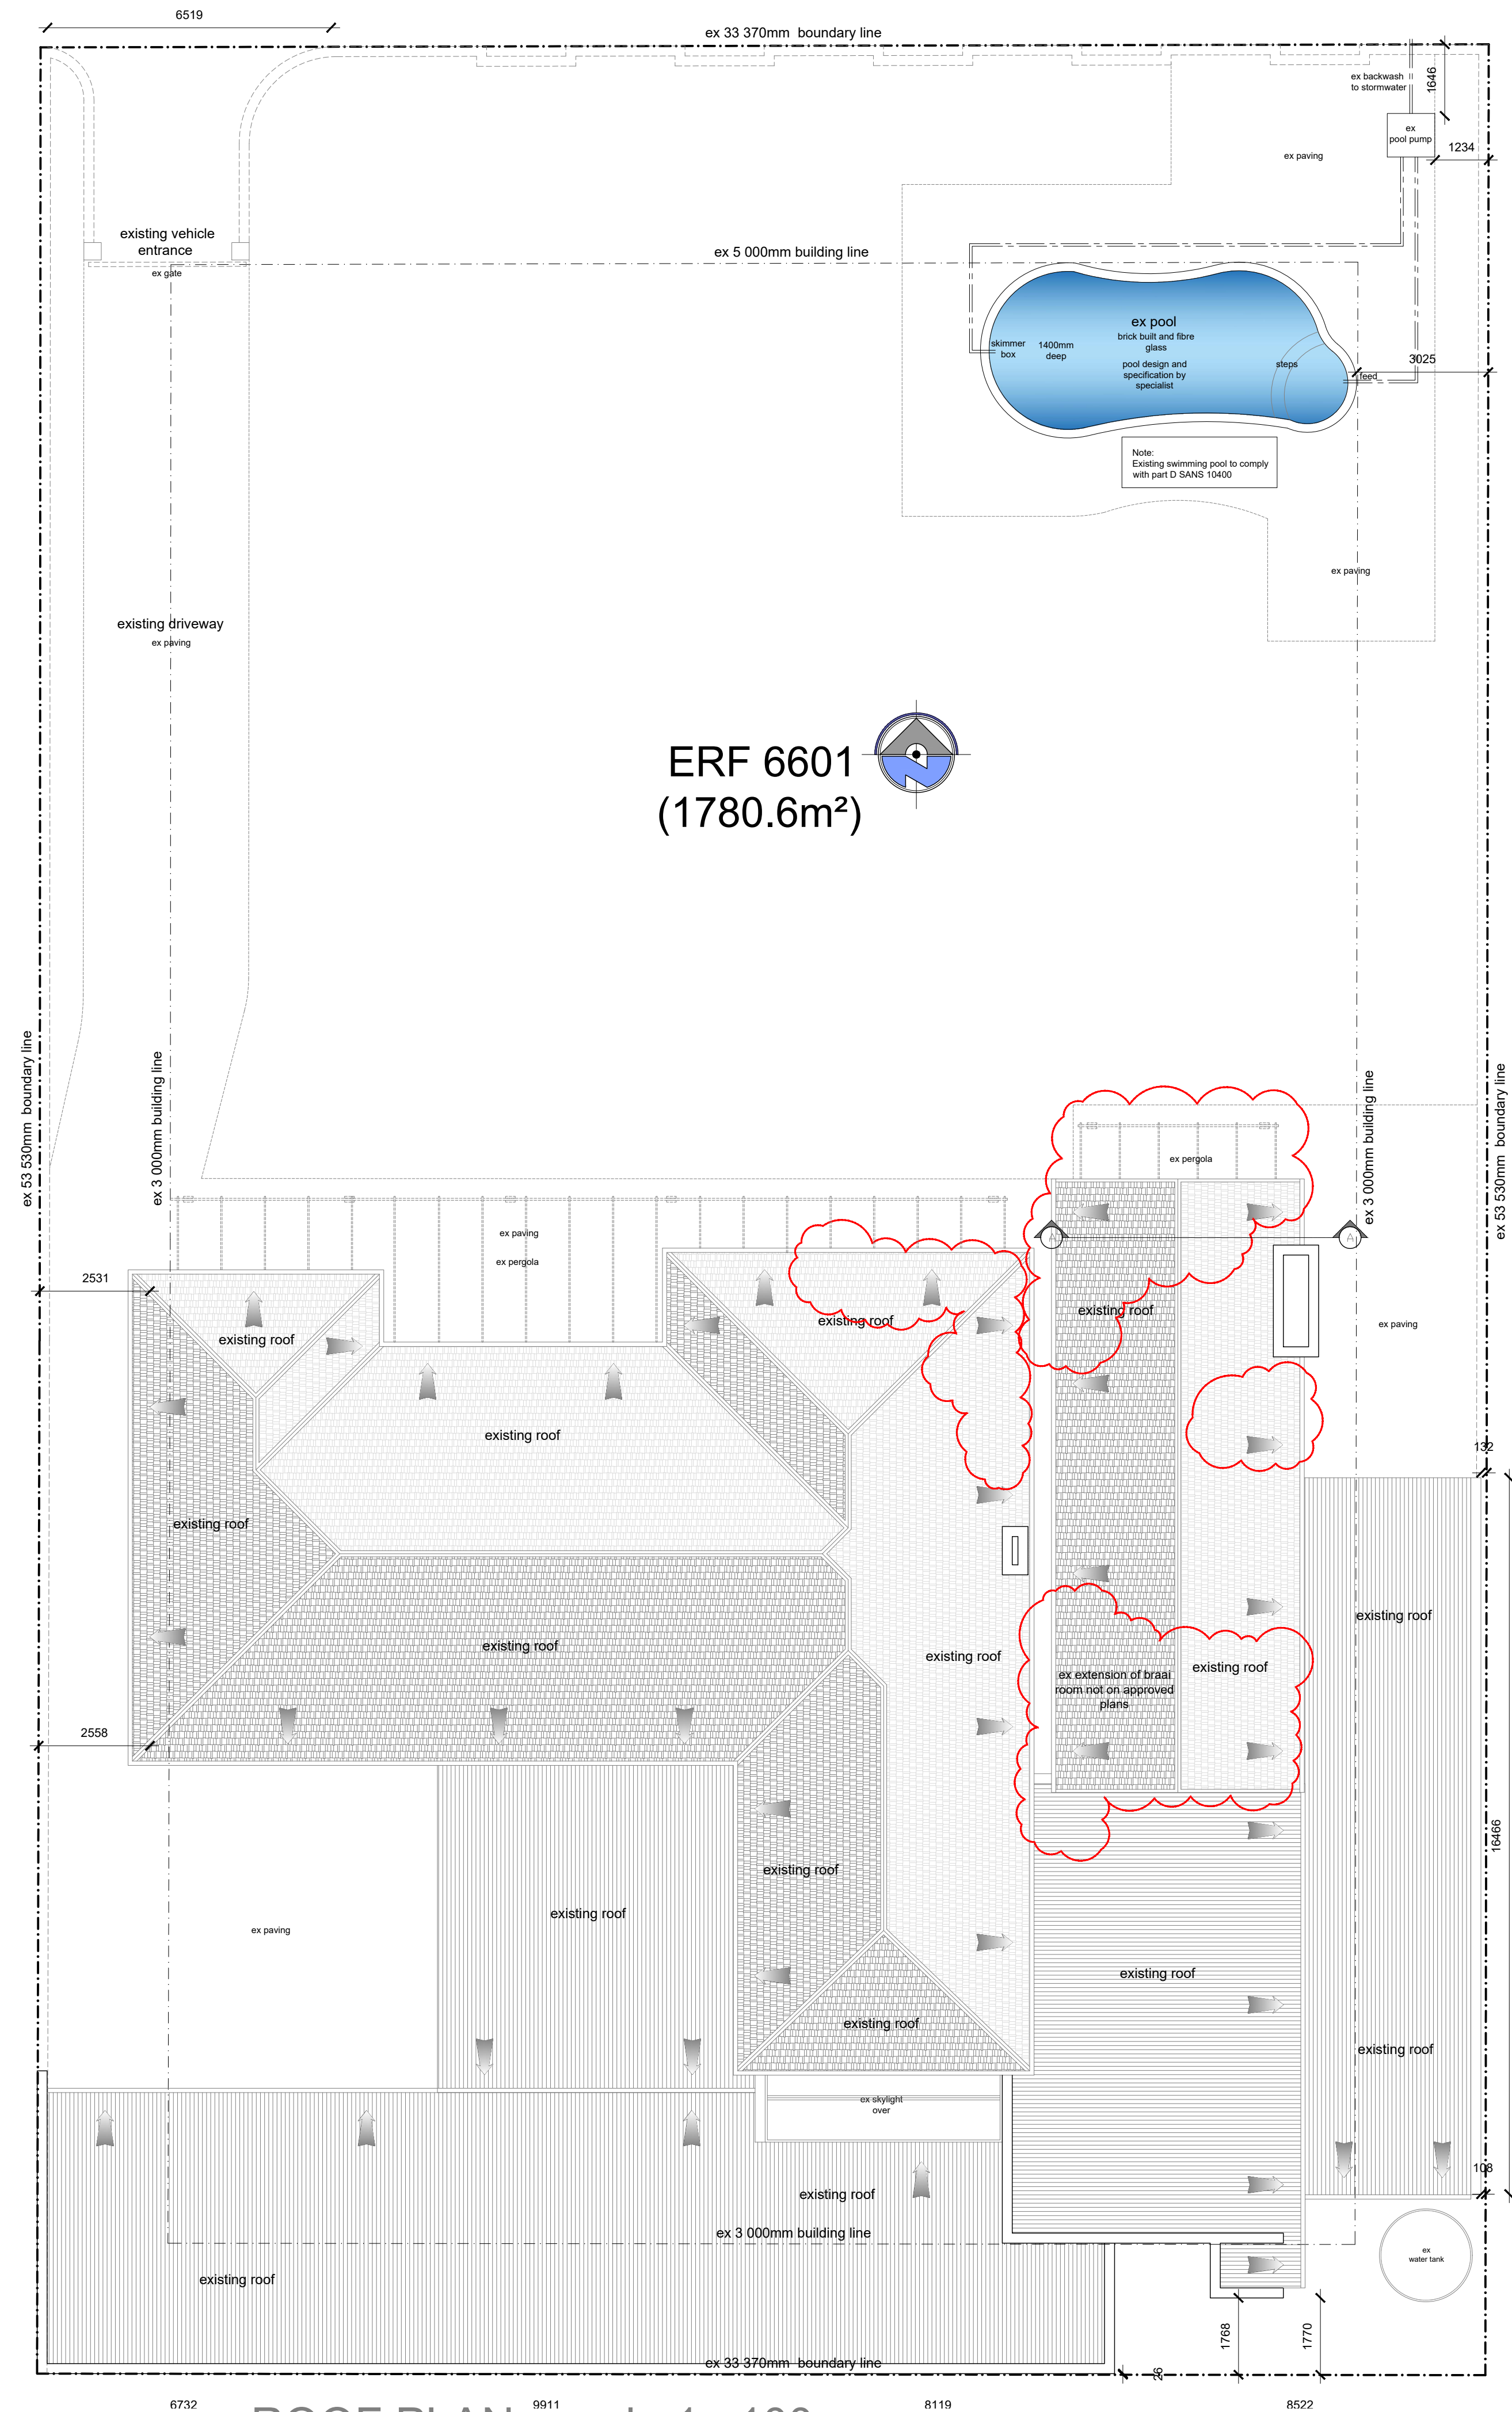 6519
ex 33 370mm  boundary line
ex backwash
to stormwater
1646
ex
pool pump
1234
ex paving
existing vehicle
entrance
ex gate
ex 5 000mm building line
ex pool
brick built and fibre
glass
pool design and
specification by
specialist
skimmer
box
1400mm
deep
steps
feed
3025
Note:
Existing swimming pool to comply
with part D SANS 10400
ex paving
existing driveway
ex paving
ERF 6601
(1780.6m²)
ex 53 530mm  boundary line
ex 3 000mm building line
ex 3 000mm building line
ex 53 530mm  boundary line
ex pergola
ex paving
ex pergola
A
A
2531
existing roof
existing roof
existing roof
ex paving
existing roof
132
existing roof
existing roof
existing roof
existing roof
existing roof
ex extension of braai
room not on approved
plans
existing roof
2558
16466
existing roof
existing roof
ex paving
existing roof
existing roof
existing roof
ex skylight
over
108
existing roof
ex 3 000mm building line
ex
water tank
existing roof
1768
1770
ex 33 370mm  boundary line
26
6732
9911
8119
8522